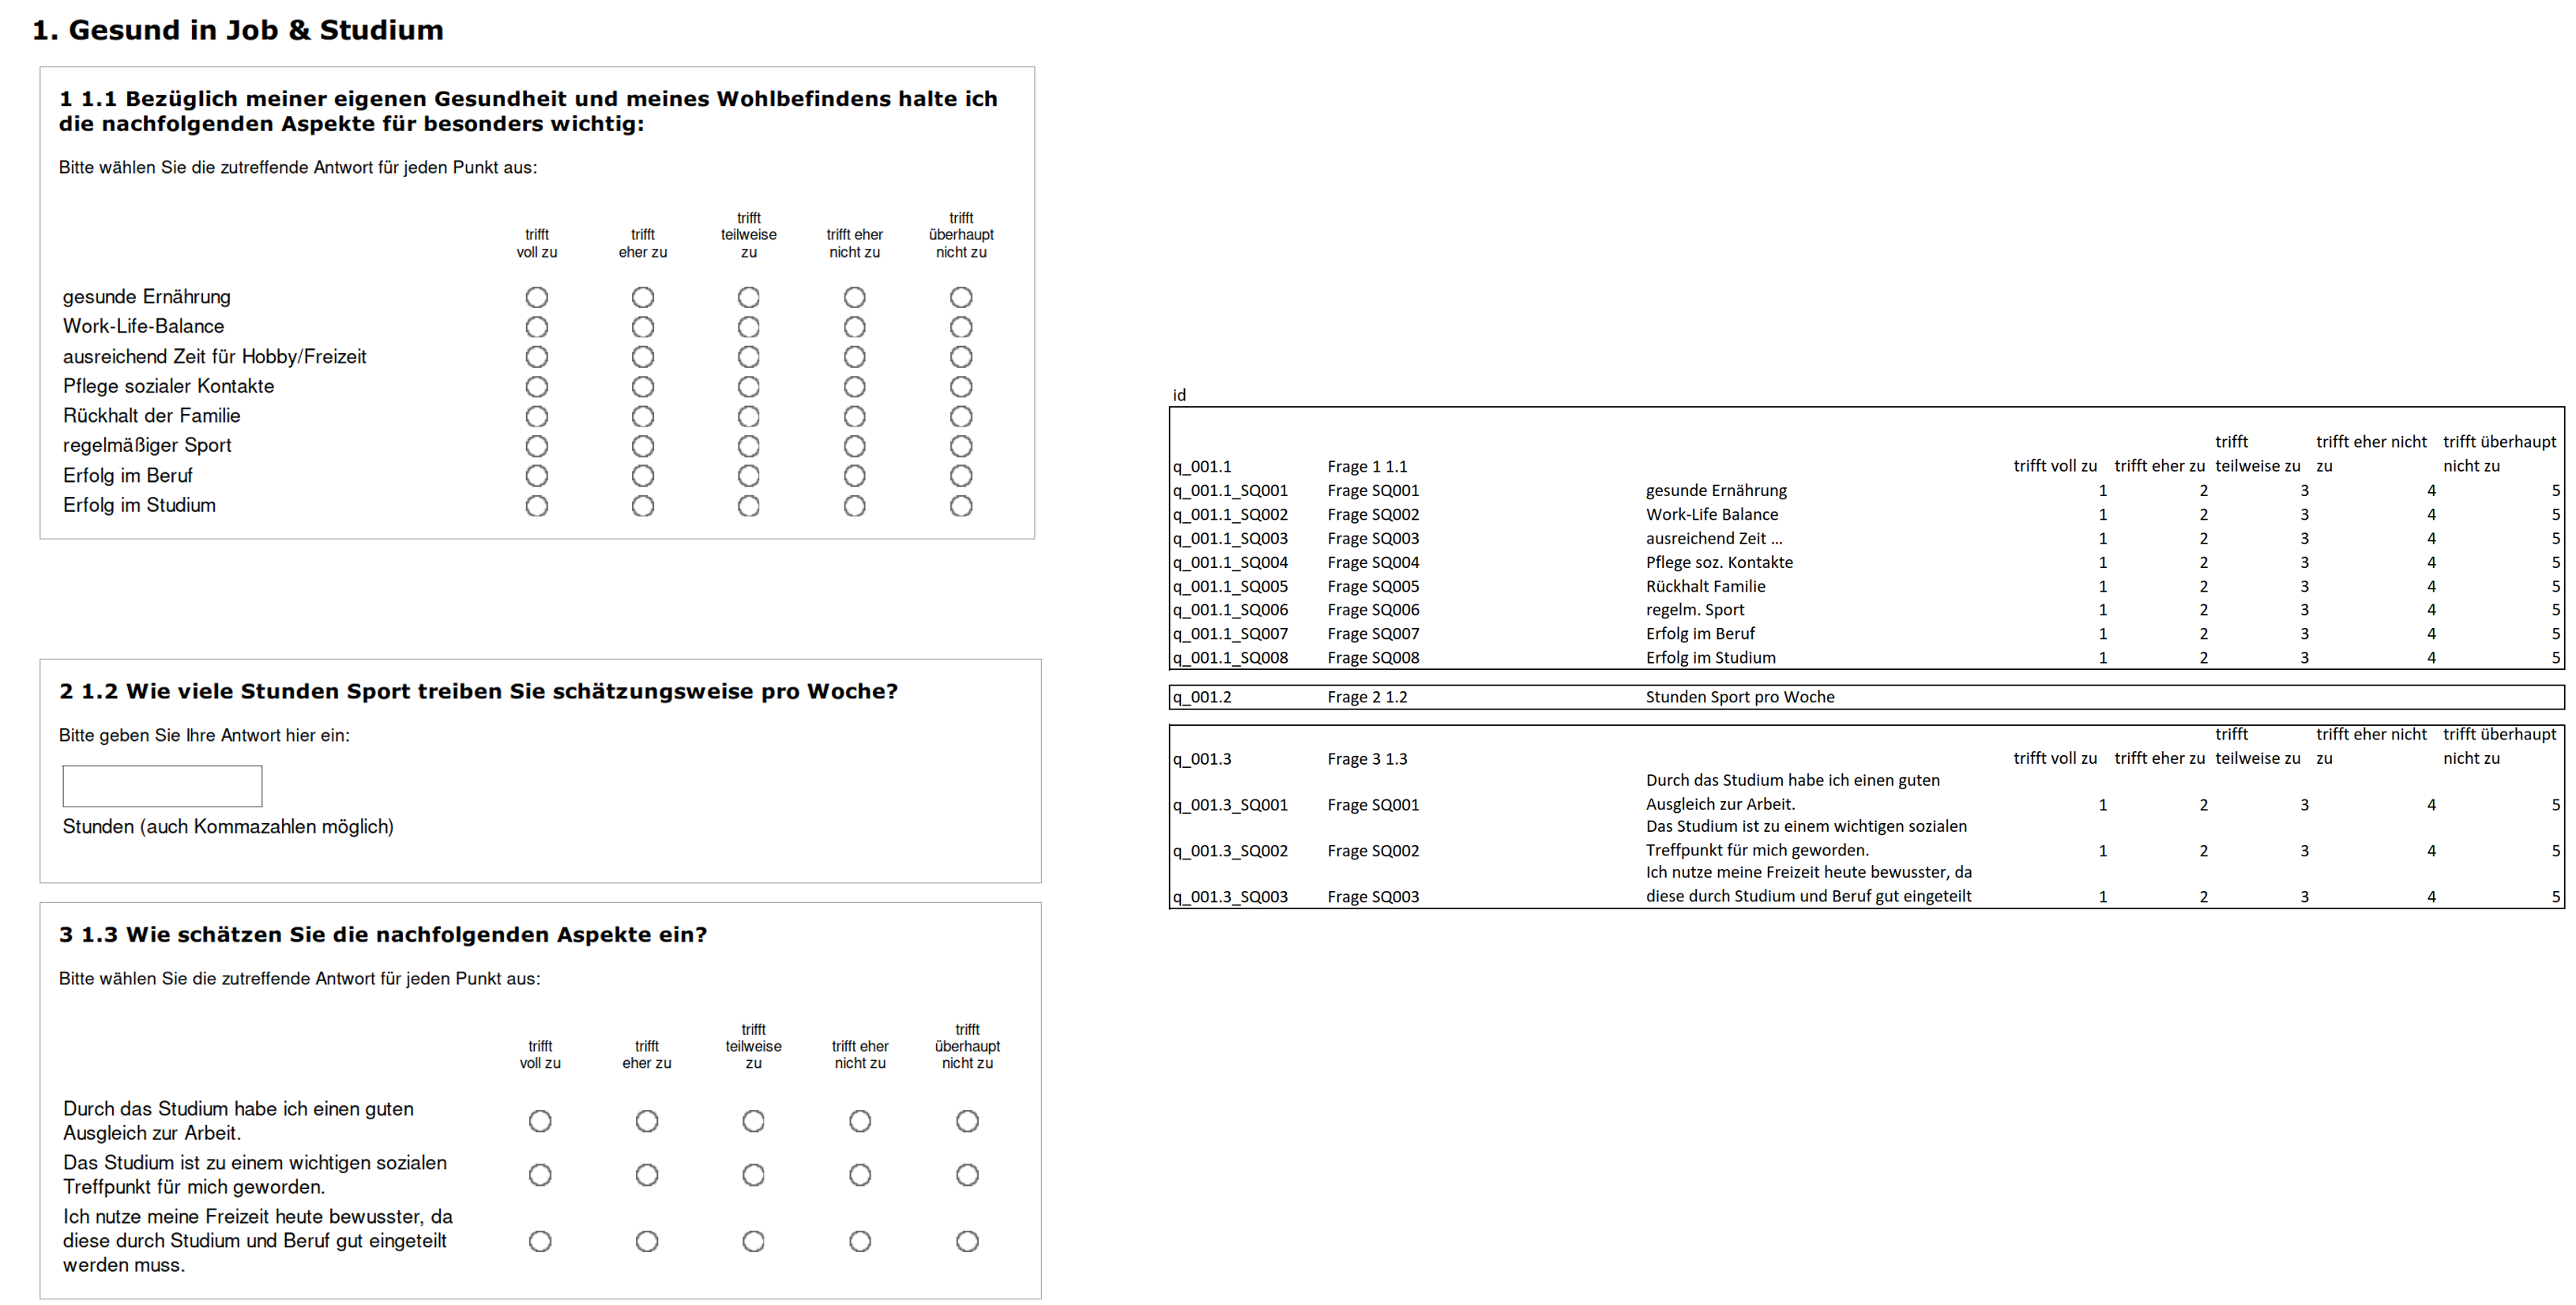 1. Gesund in Job & Studium
1 1.1 Bezüglich meiner eigenen Gesundheit und meines Wohlbefindens halte ich
die nachfolgenden Aspekte für besonders wichtig:
Bitte wählen Sie die zutreffende Antwort für jeden Punkt aus:
trifft voll zu trifft eher zu trifft teilweise zu trifft eher nicht zu trifft überhaupt nicht zu
gesunde Ernährung
Work-Life-Balance
ausreichend Zeit für Hobby/Freizeit
Pflege sozialer Kontakte
Rückhalt der Familie
regelmäßiger Sport
Erfolg im Beruf
Erfolg im Studium
2 1.2 Wie viele Stunden Sport treiben Sie schätzungsweise pro Woche?
Bitte geben Sie Ihre Antwort hier ein:
Stunden (auch Kommazahlen möglich)
3 1.3 Wie schätzen Sie die nachfolgenden Aspekte ein?
Bitte wählen Sie die zutreffende Antwort für jeden Punkt aus:
trifft voll zu trifft eher zu trifft teilweise zu trifft eher nicht zu trifft überhaupt nicht zu
Durch das Studium habe ich einen guten
Ausgleich zur Arbeit.
Das Studium ist zu einem wichtigen sozialen
Treffpunkt für mich geworden.
Ich nutze meine Freizeit heute bewusster, da
diese durch Studium und Beruf gut eingeteilt
werden muss.
id
q_001.1 Frage 1 1.1 trifft voll zu trifft eher zu trifft teilweise zu trifft eher nicht zu trifft überhaupt nicht zu
q_001.1_SQ001 Frage SQ001 gesunde Ernährung 1 2 3 4 5
q_001.1_SQ002 Frage SQ002 Work-Life Balance 1 2 3 4 5
q_001.1_SQ003 Frage SQ003 ausreichend Zeit ... 1 2 3 4 5
q_001.1_SQ004 Frage SQ004 Pflege soz. Kontakte 1 2 3 4 5
q_001.1_SQ005 Frage SQ005 Rückhalt Familie 1 2 3 4 5
q_001.1_SQ006 Frage SQ006 regelm. Sport 1 2 3 4 5
q_001.1_SQ007 Frage SQ007 Erfolg im Beruf 1 2 3 4 5
q_001.1_SQ008 Frage SQ008 Erfolg im Studium 1 2 3 4 5
q_001.2 Frage 2 1.2 Stunden Sport pro Woche
q_001.3 Frage 3 1.3 trifft voll zu trifft eher zu trifft teilweise zu trifft eher nicht zu trifft überhaupt nicht zu
Durch das Studium habe ich einen guten
q_001.3_SQ001 Frage SQ001 Ausgleich zur Arbeit. 1 2 3 4 5
Das Studium ist zu einem wichtigen sozialen
q_001.3_SQ002 Frage SQ002 Treffpunkt für mich geworden. 1 2 3 4 5
Ich nutze meine Freizeit heute bewusster, da
q_001.3_SQ003 Frage SQ003 diese durch Studium und Beruf gut eingeteilt 1 2 3 4 5